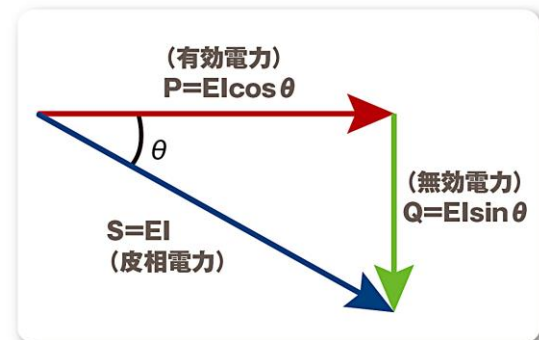 (有効電力)
P=EIcosθ
θ
(無効電力)
Q=EIsinθ
S=EI
(皮相電力)